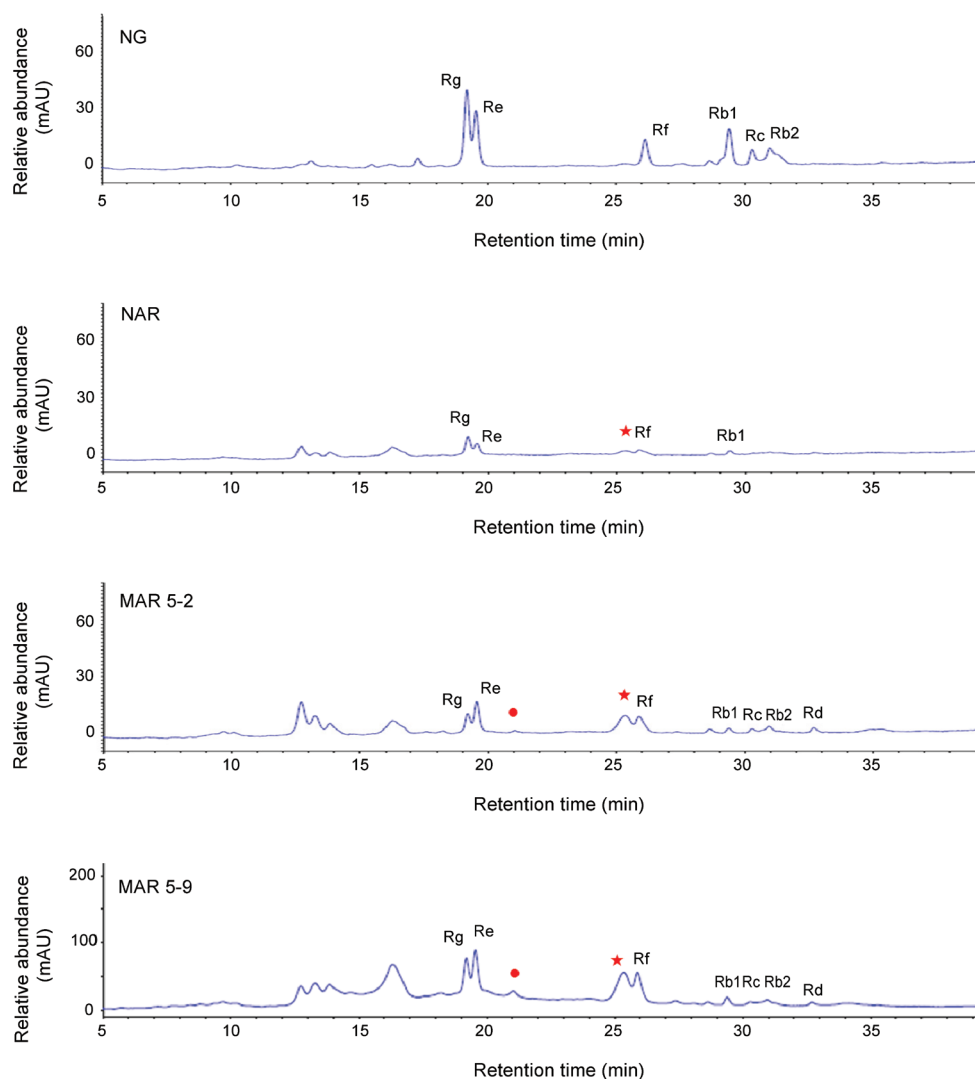 NG
Relative abundance
(mAU)
60
30
0
Rg
Re
Rf
Rb1
Rc
Rb2
5 10 15 20 25 30 35
Retention time (min)
NAR
Relative abundance
(mAU)
60
30
0
Rg
Re
Rf
Rb1
5 10 15 20 25 30 35
Retention time (min)
MAR 5-2
Relative abundance
(mAU)
60
30
0
Rg
Re
Rf
Rb1
Rc
Rb2
Rd
5 10 15 20 25 30 35
Retention time (min)
MAR 5-9
Relative abundance
(mAU)
200
100
0
Rg
Re
Rf
Rb1
Rc
Rb2
Rd
5 10 15 20 25 30 35
Retention time (min)